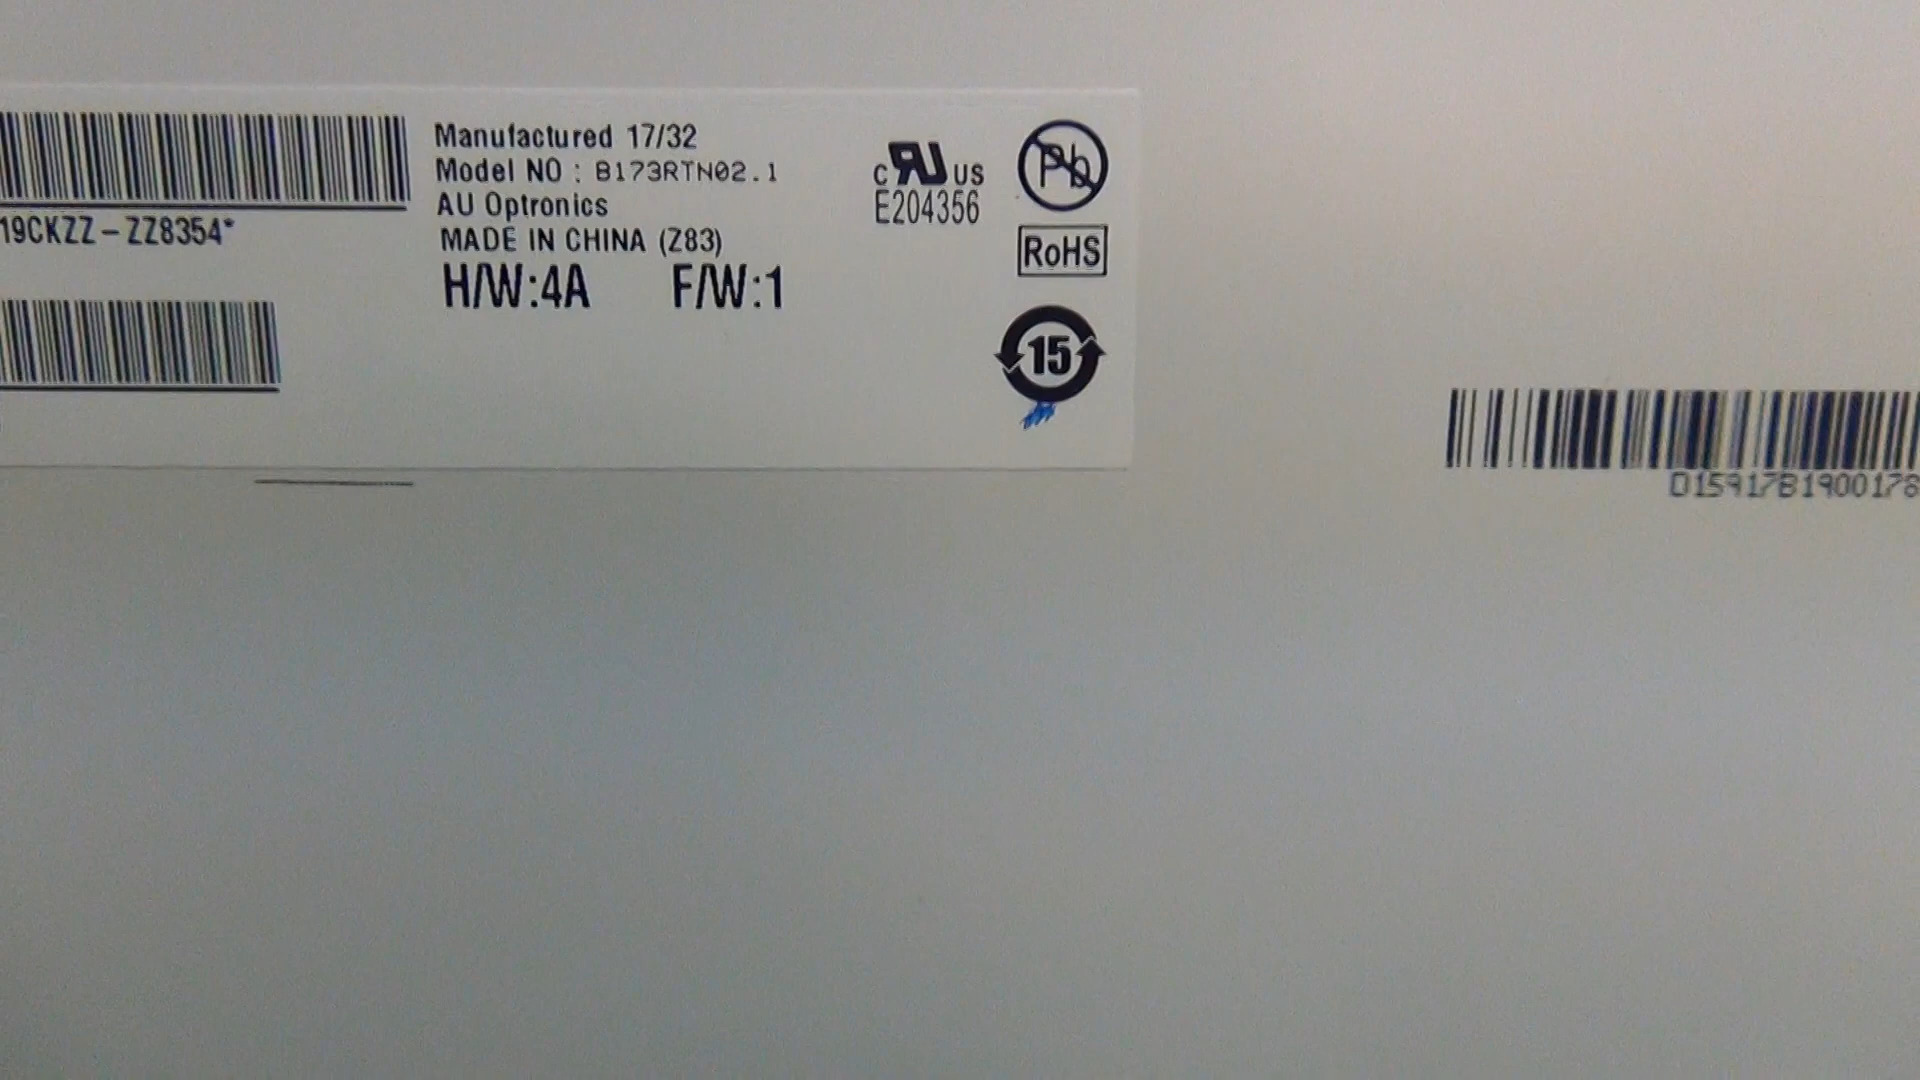 Manufactured 17/32
Model NO : B173RTN02.1
AU Optronics
MADE IN CHINA (Z83)
H/W:4A F/W:1
19CKZZ-ZZ8354*
c RU US
E204356
Pb
RoHS
15
D15917B1900178